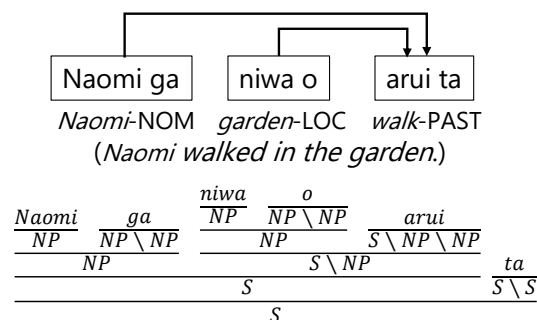 Naomi ga niwa o arui ta
Naomi-NOM garden-LOC walk-PAST
(Naomi walked in the garden.)
niwa o
Naomi ga NP NP \ NP arui
NP NP \ NP NP S \ NP \ NP
NP S \ NP ta
S S \ S
S